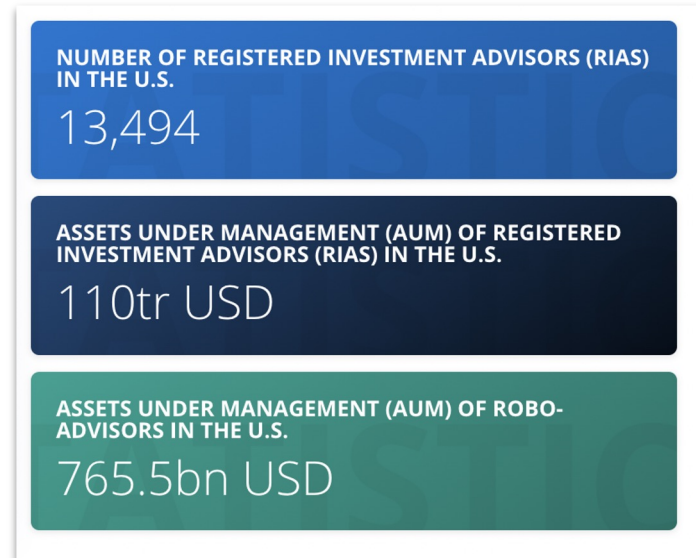 NUMBER OF REGISTERED INVESTMENT ADVISORS (RIAS)
IN THE U.S.
13,494
ASSETS UNDER MANAGEMENT (AUM) OF REGISTERED
INVESTMENT ADVISORS (RIAS) IN THE U.S.
110tr USD
ASSETS UNDER MANAGEMENT (AUM) OF ROBO-
ADVISORS IN THE U.S.
765.5bn USD